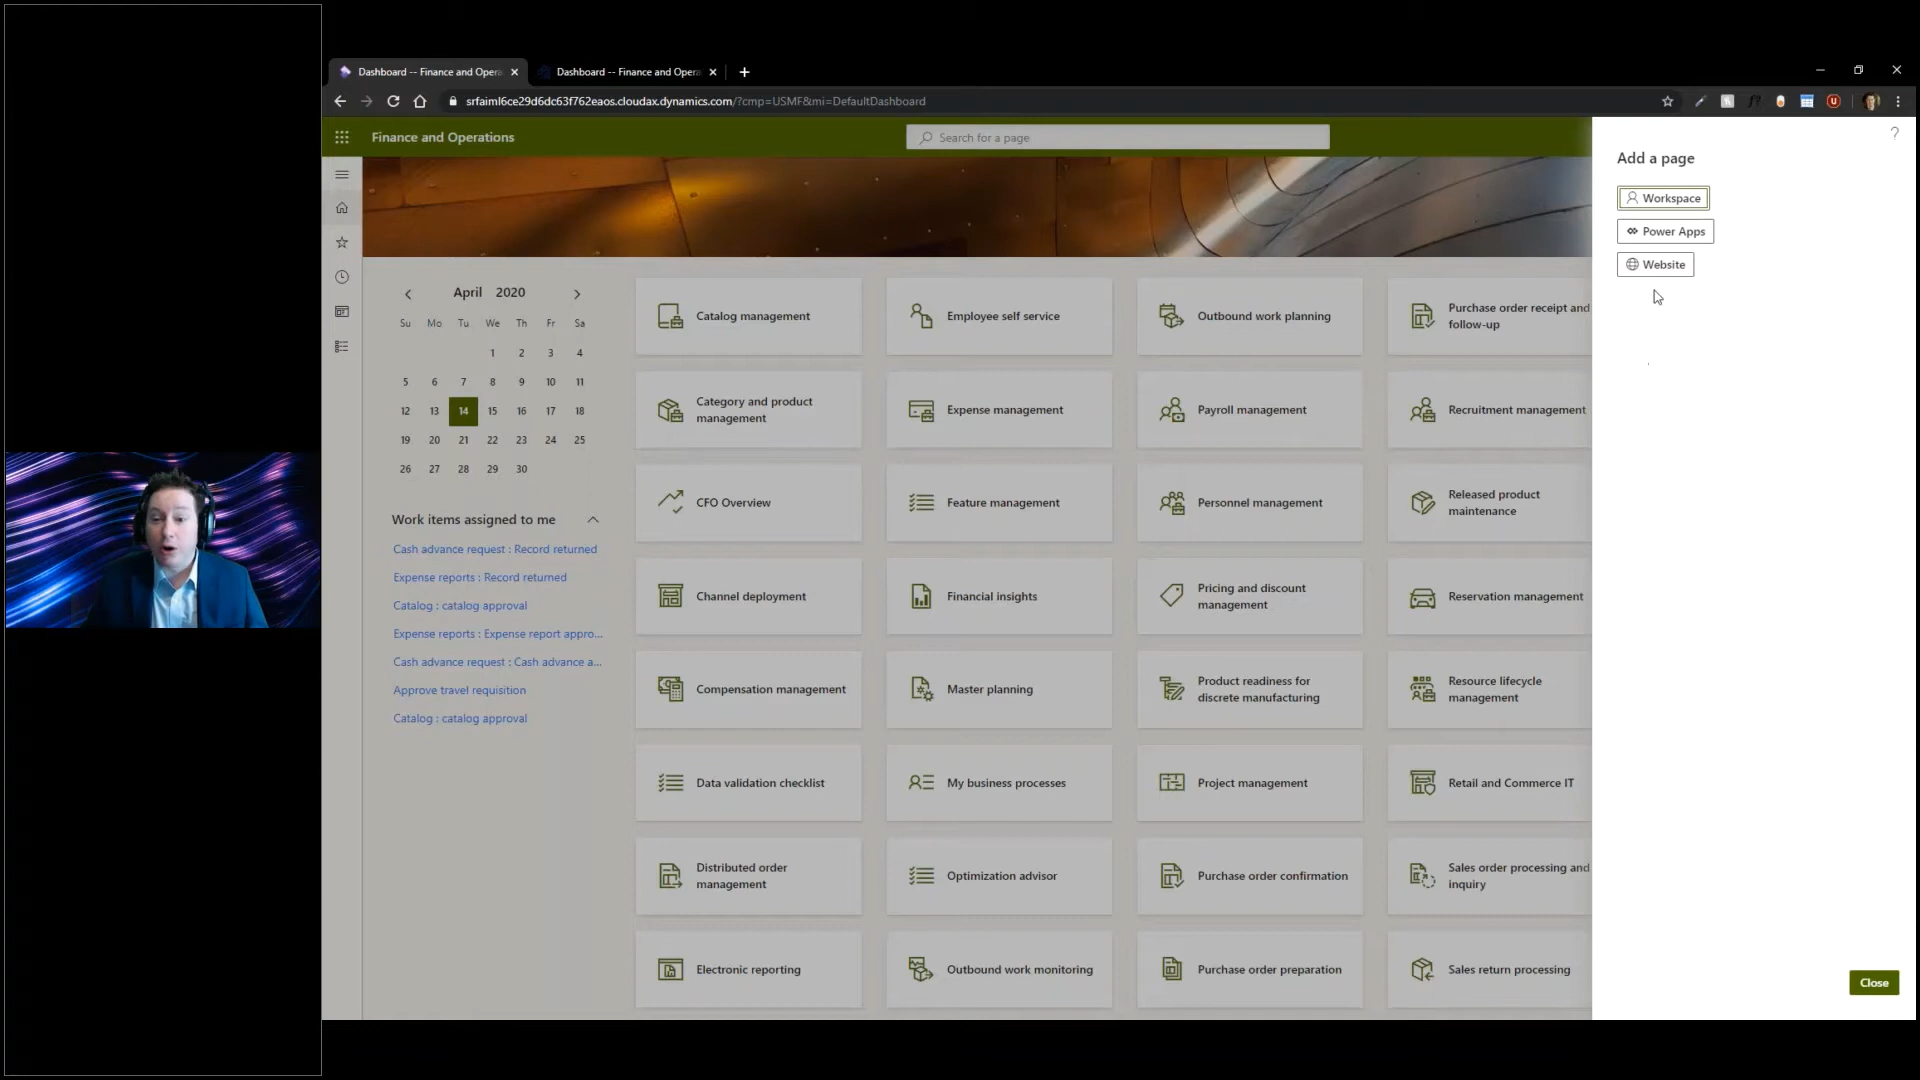 Dashboard -- Finance and Opera
Dashboard -- Finance and Opera
srfaiml6ce29d6dc63f762eaos.cloudax.dynamics.com/?cmp=USMF&mi=DefaultDashboard
Finance and Operations
Search for a page
?
Add a page
Workspace
Power Apps
Website
April 2020
Su Mo Tu We Th Fr Sa
1 2 3 4
5 6 7 8 9 10 11
12 13 14 15 16 17 18
19 20 21 22 23 24 25
26 27 28 29 30
Work items assigned to me
Cash advance request : Record returned
Expense reports : Record returned
Catalog : catalog approval
Expense reports : Expense report appro...
Cash advance request : Cash advance a...
Approve travel requisition
Catalog : catalog approval
Catalog management
Employee self service
Outbound work planning
Purchase order receipt and
follow-up
Category and product
management
Expense management
Payroll management
Recruitment management
CFO Overview
Feature management
Personnel management
Released product
maintenance
Channel deployment
Financial insights
Pricing and discount
management
Reservation management
Compensation management
Master planning
Product readiness for
discrete manufacturing
Resource lifecycle
management
Data validation checklist
My business processes
Project management
Retail and Commerce IT
Distributed order
management
Optimization advisor
Purchase order confirmation
Sales order processing and
inquiry
Electronic reporting
Outbound work monitoring
Purchase order preparation
Sales return processing
Close